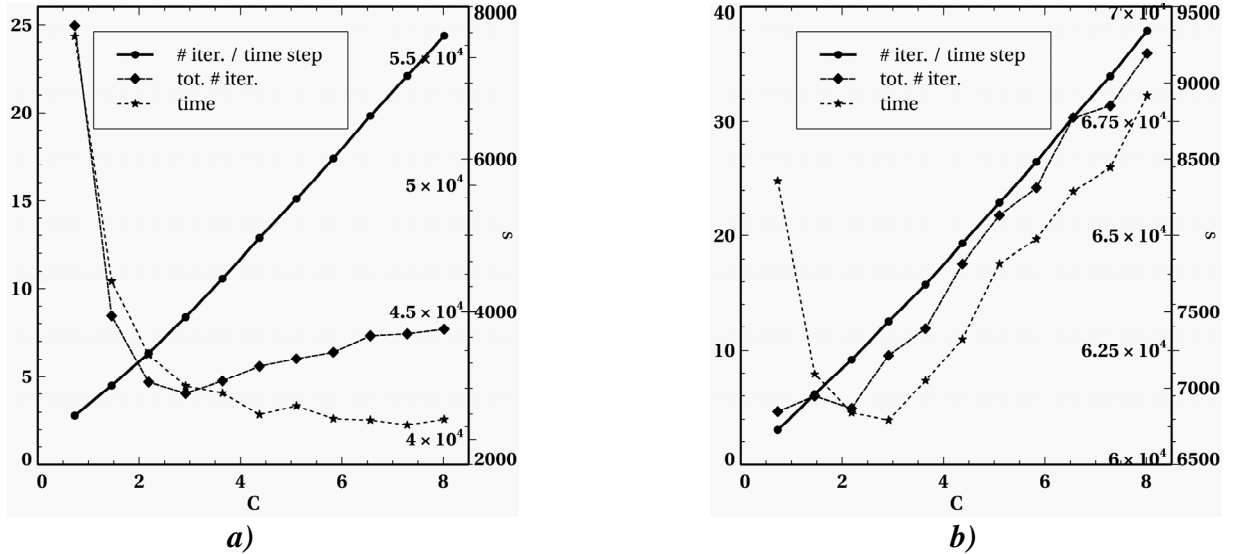 25
20
15
10
5
0
# iter. / time step
tot. # iter.
time
5.5 × 10⁴
5 × 10⁴
4.5 × 10⁴
4 × 10⁴
8000
6000
s
4000
2000
0 2 4 6 8
C
a)
40
30
20
10
0
# iter. / time step
tot. # iter.
time
7 × 10⁴
6.75 × 10⁴
6.5 × 10⁴
6.25 × 10⁴
6 × 10⁴
9500
9000
8500
s
7500
7000
6500
0 2 4 6 8
C
b)